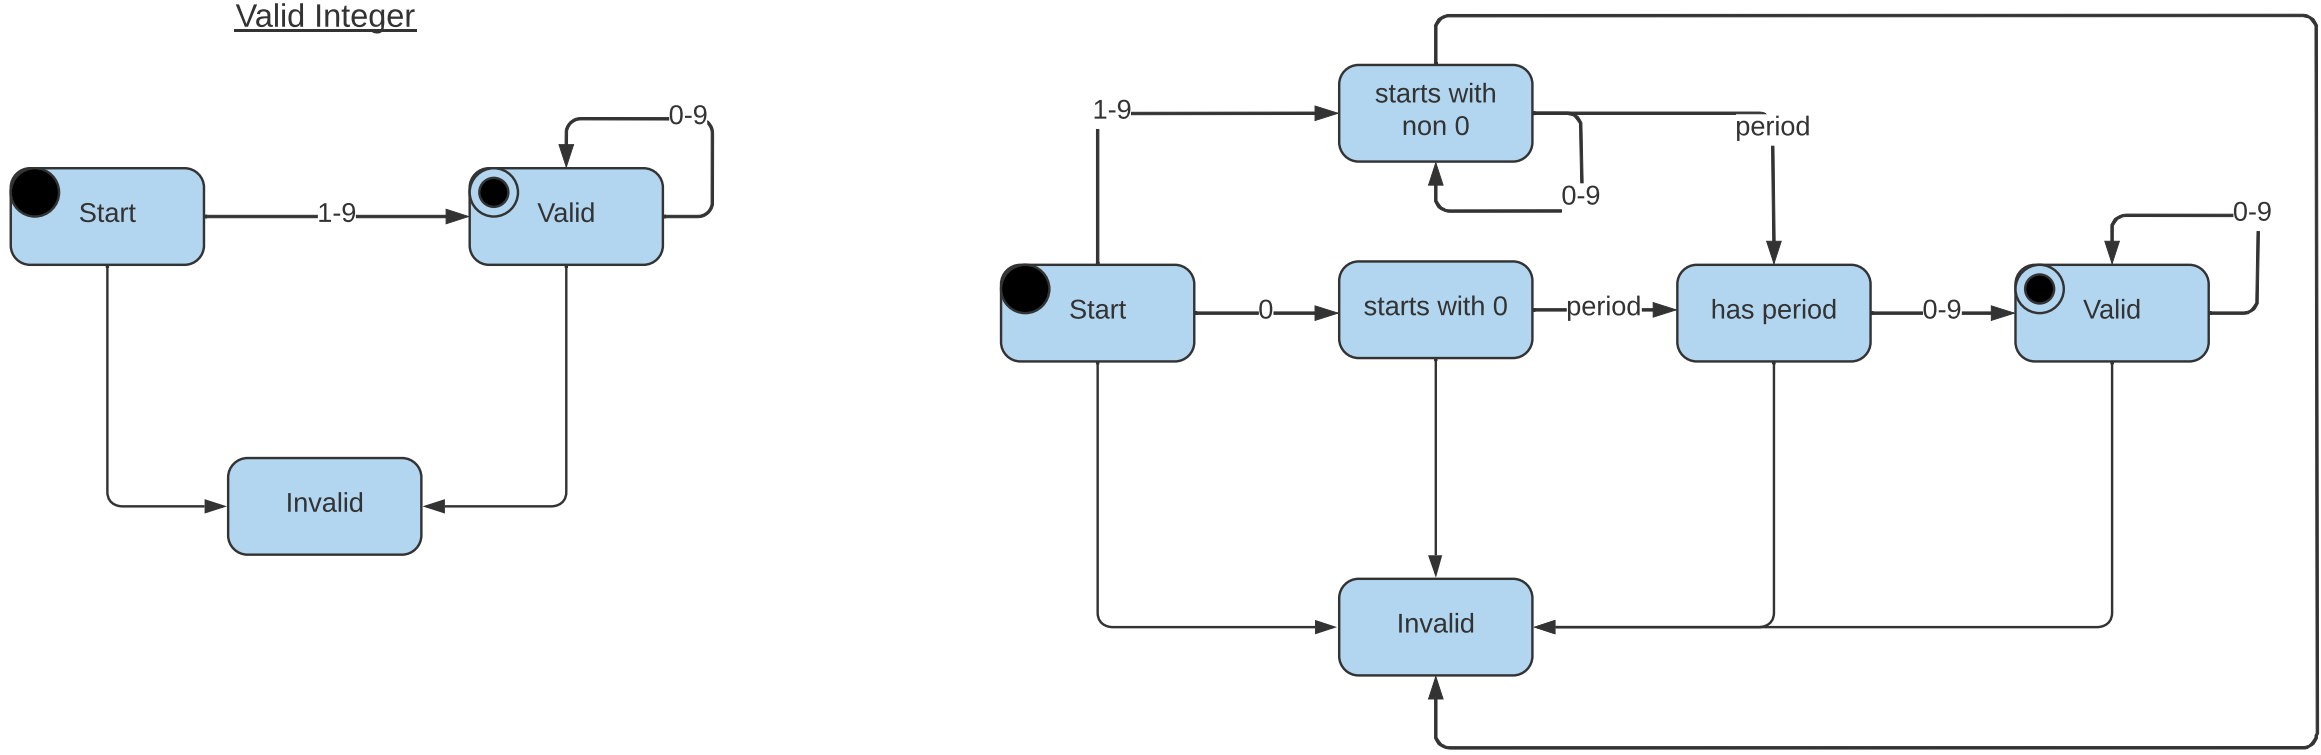 Valid Integer
0-9
Start
1-9
Valid
Invalid
starts with
non 0
1-9
period
0-9
0-9
Start
0
starts with 0
period
has period
0-9
Valid
Invalid